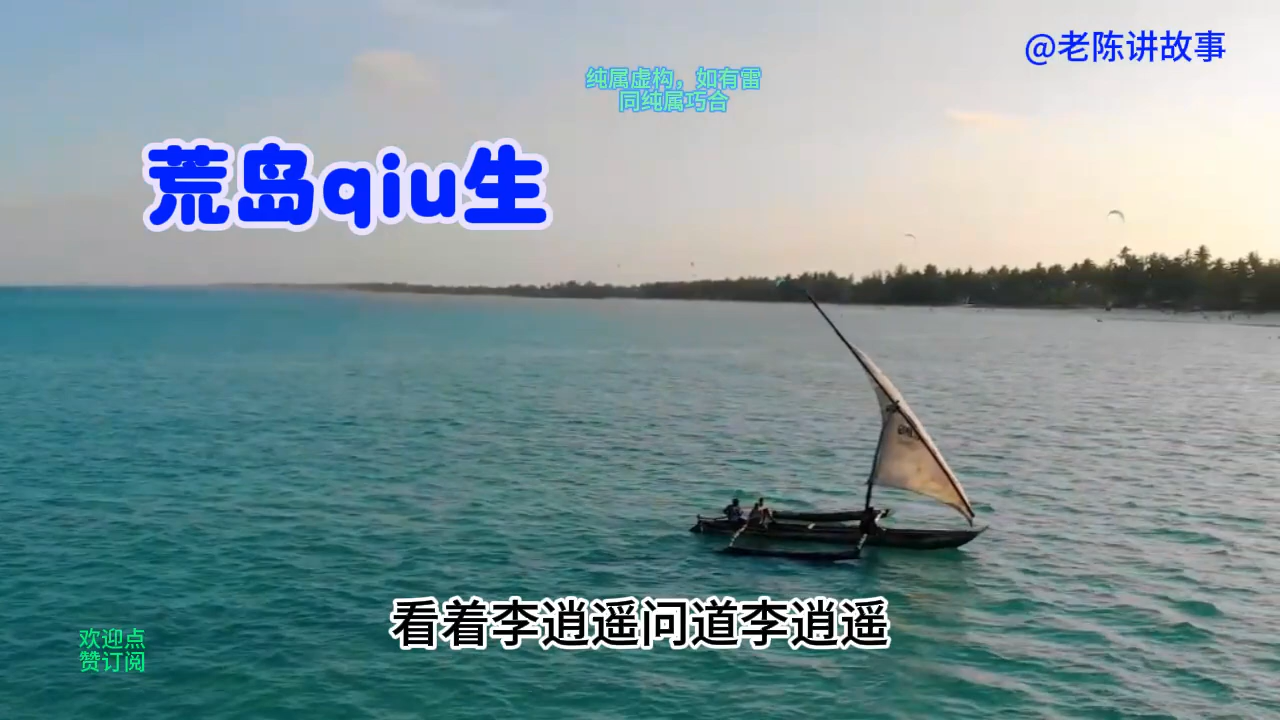 @老陈讲故事
纯属虚构，如有雷
同纯属巧合
荒岛qiu生
看着李逍遥问道李逍遥
欢迎点
赞订阅